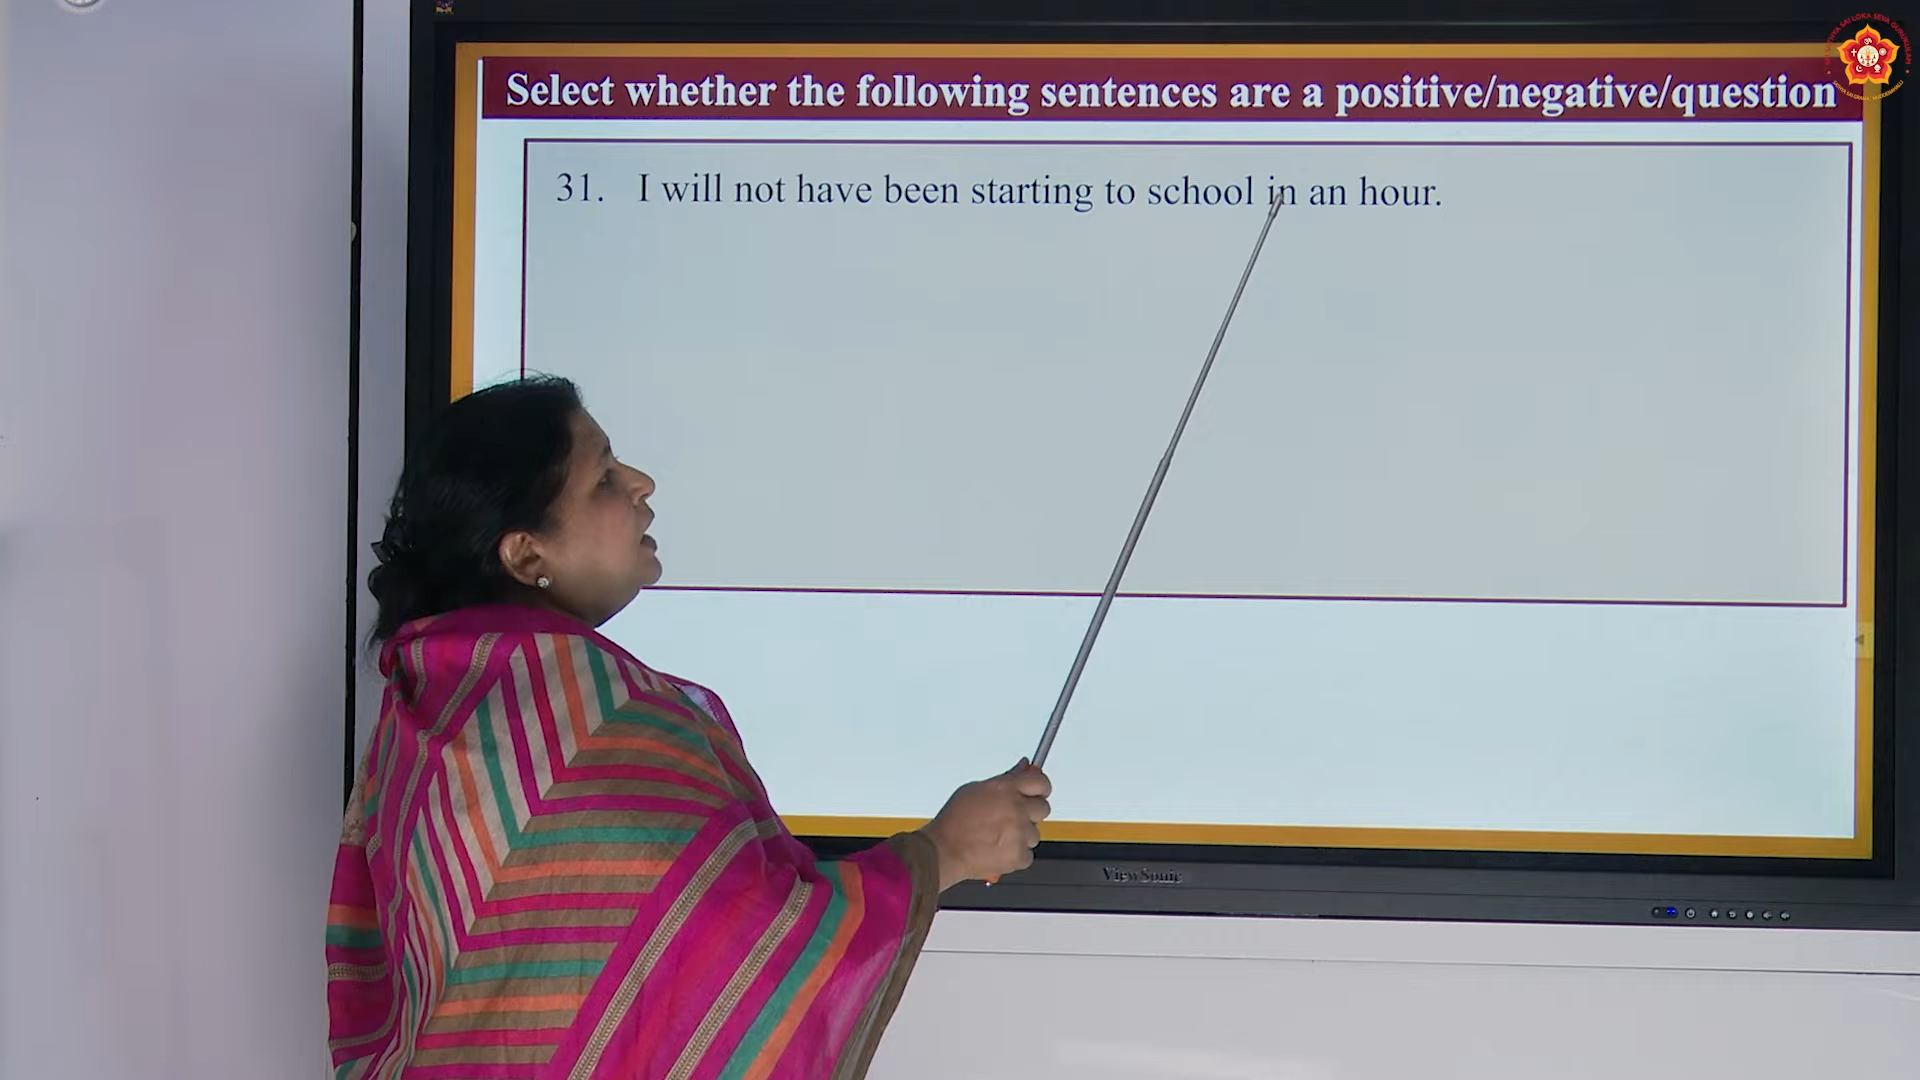 Select whether the following sentences are a positive/negative/question
31. I will not have been starting to school in an hour.
ViewSonic